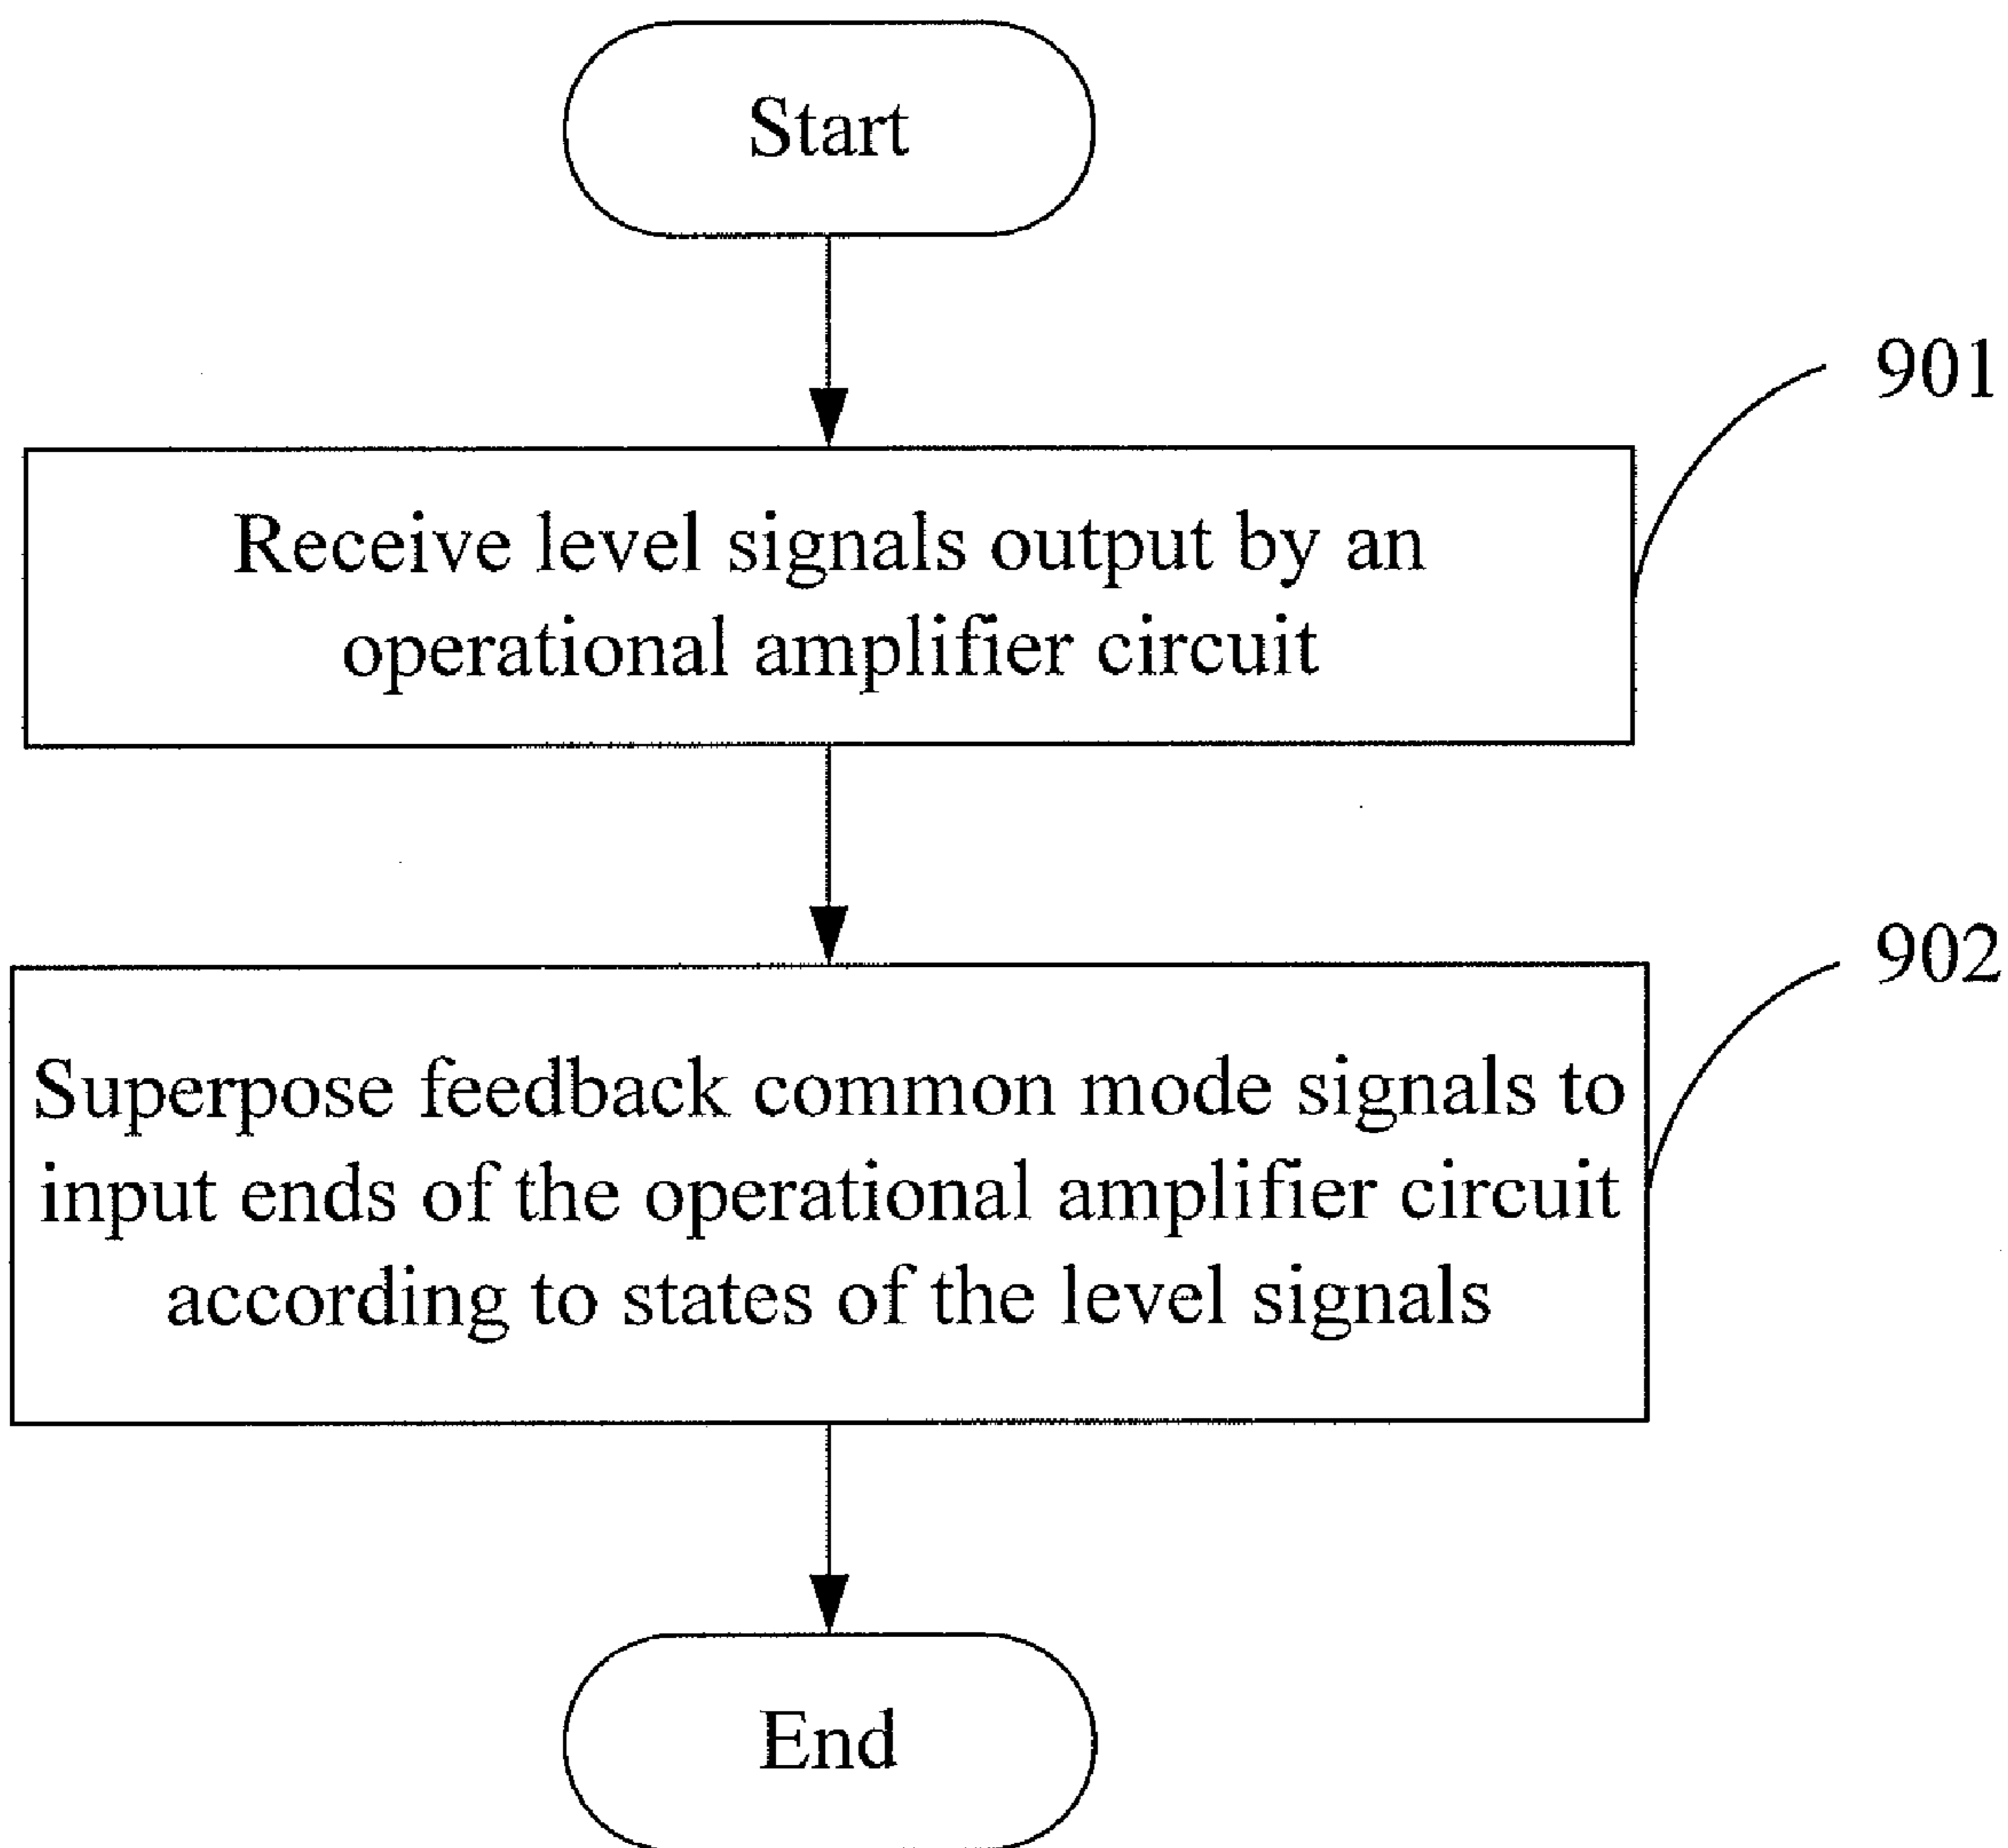 Start
901
Receive level signals output by an
operational amplifier circuit
902
Superpose feedback common mode signals to
input ends of the operational amplifier circuit
according to states of the level signals
End